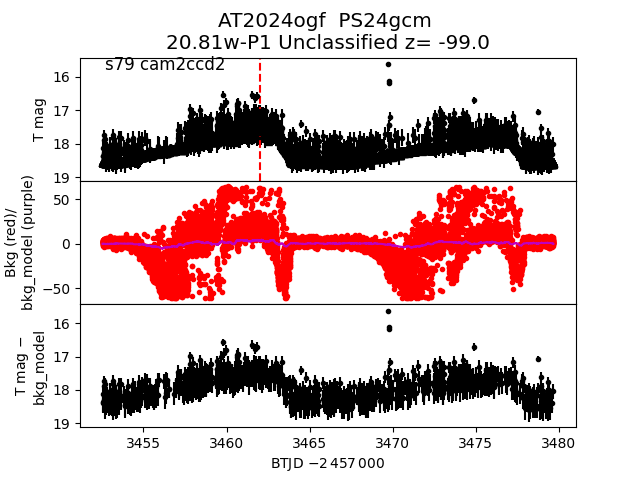 AT2024ogf  PS24gcm
20.81w-P1 Unclassified z= -99.0
s79 cam2ccd2
T mag
16
17
18
19
Bkg (red)/
bkg_model (purple)
50
0
−50
T mag −
bkg_model
16
17
18
19
3455
3460
3465
3470
3475
3480
BTJD −2 457 000